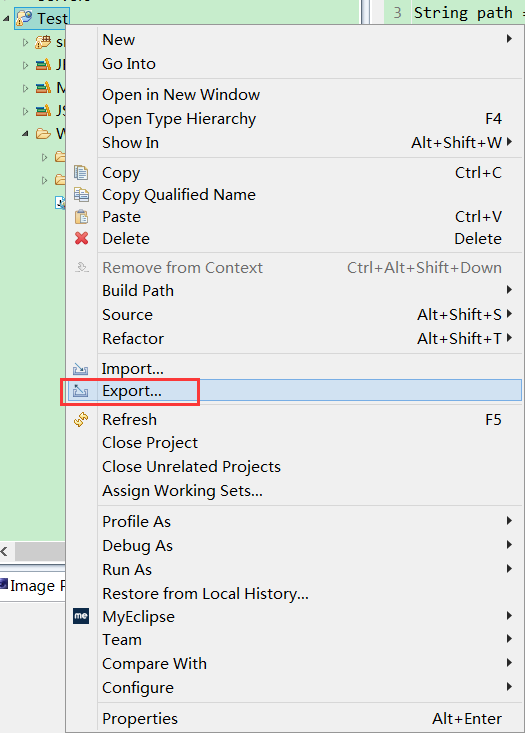 Test
3 String path =
New
Go Into
Open in New Window
Open Type Hierarchy F4
Show In Alt+Shift+W
Copy Ctrl+C
Copy Qualified Name
Paste Ctrl+V
Delete Delete
Remove from Context Ctrl+Alt+Shift+Down
Build Path
Source Alt+Shift+S
Refactor Alt+Shift+T
Import...
Export...
Refresh F5
Close Project
Close Unrelated Projects
Assign Working Sets...
Profile As
Debug As
Run As
Restore from Local History...
Image
me MyEclipse
Team
Compare With
Configure
Properties Alt+Enter